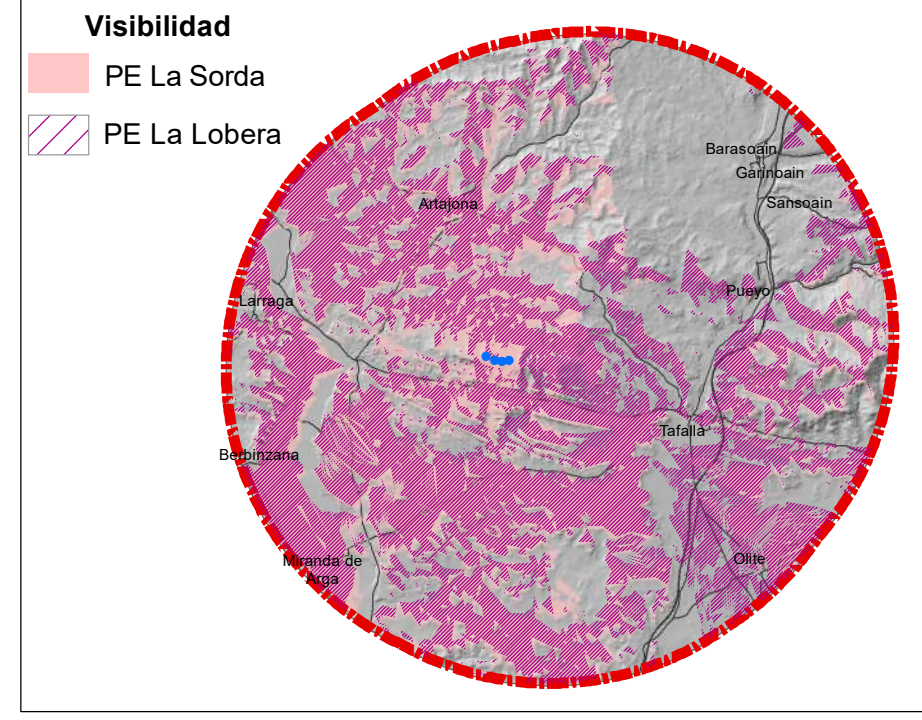 Visibilidad
PE La Sorda
PE La Lobera
Barasoain
Garinoain
Sansoain
Artajona
Pueyo
Larraga
Tafalla
Berbinzana
Olite
Miranda de
Arga